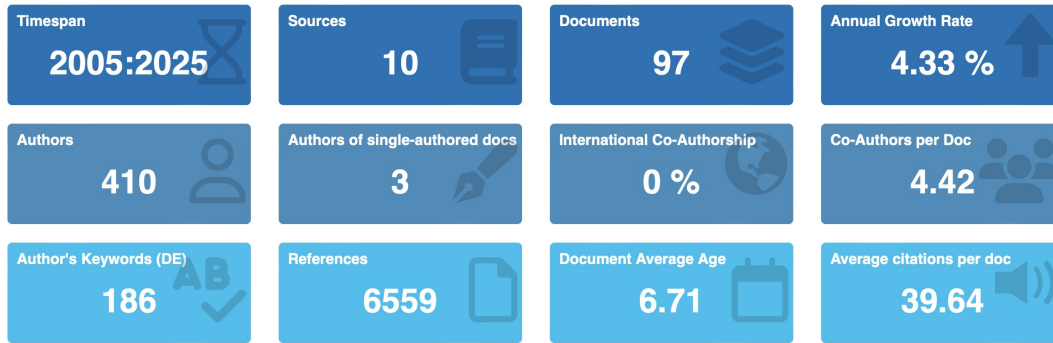 Timespan
2005:2025
Sources
10
Documents
97
Annual Growth Rate
4.33 %
Authors
410
Authors of single-authored docs
3
International Co-Authorship
0 %
Co-Authors per Doc
4.42
Author's Keywords (DE)
186
AB
References
6559
Document Average Age
6.71
Average citations per doc
39.64